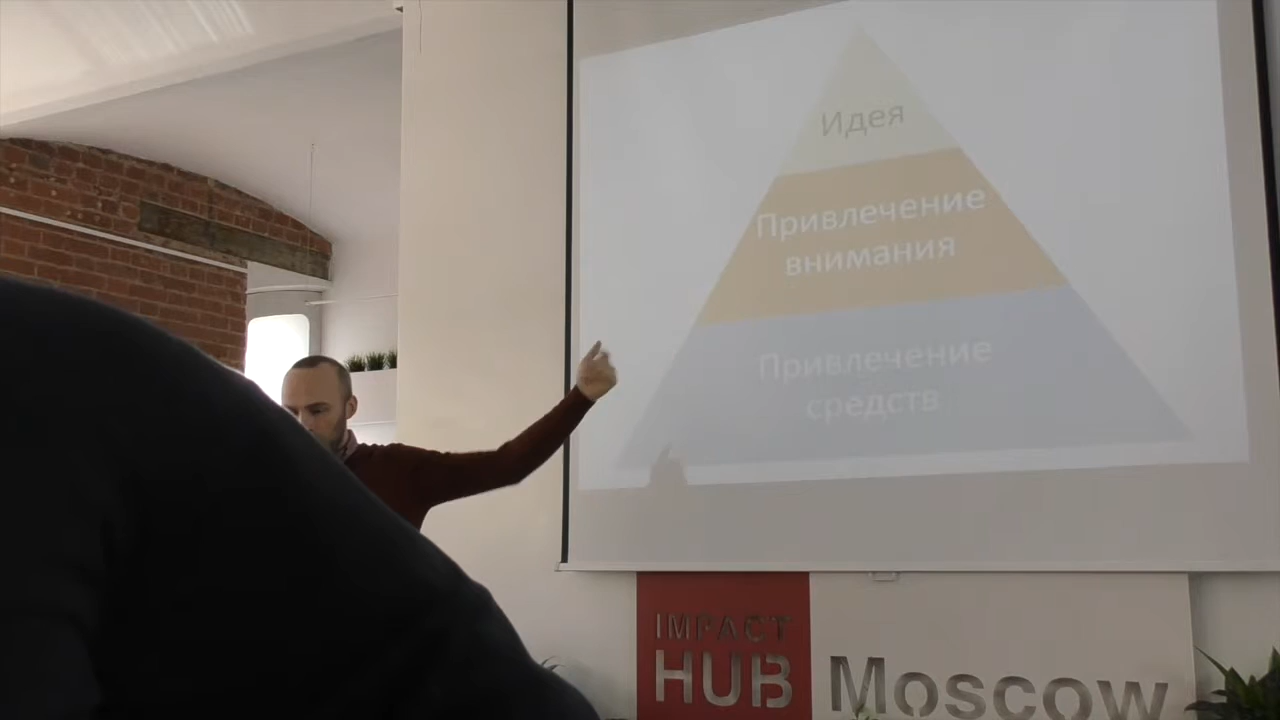 Идея
Привлечение
внимания
Привлечение
средств
IMPACT
HUB Moscow